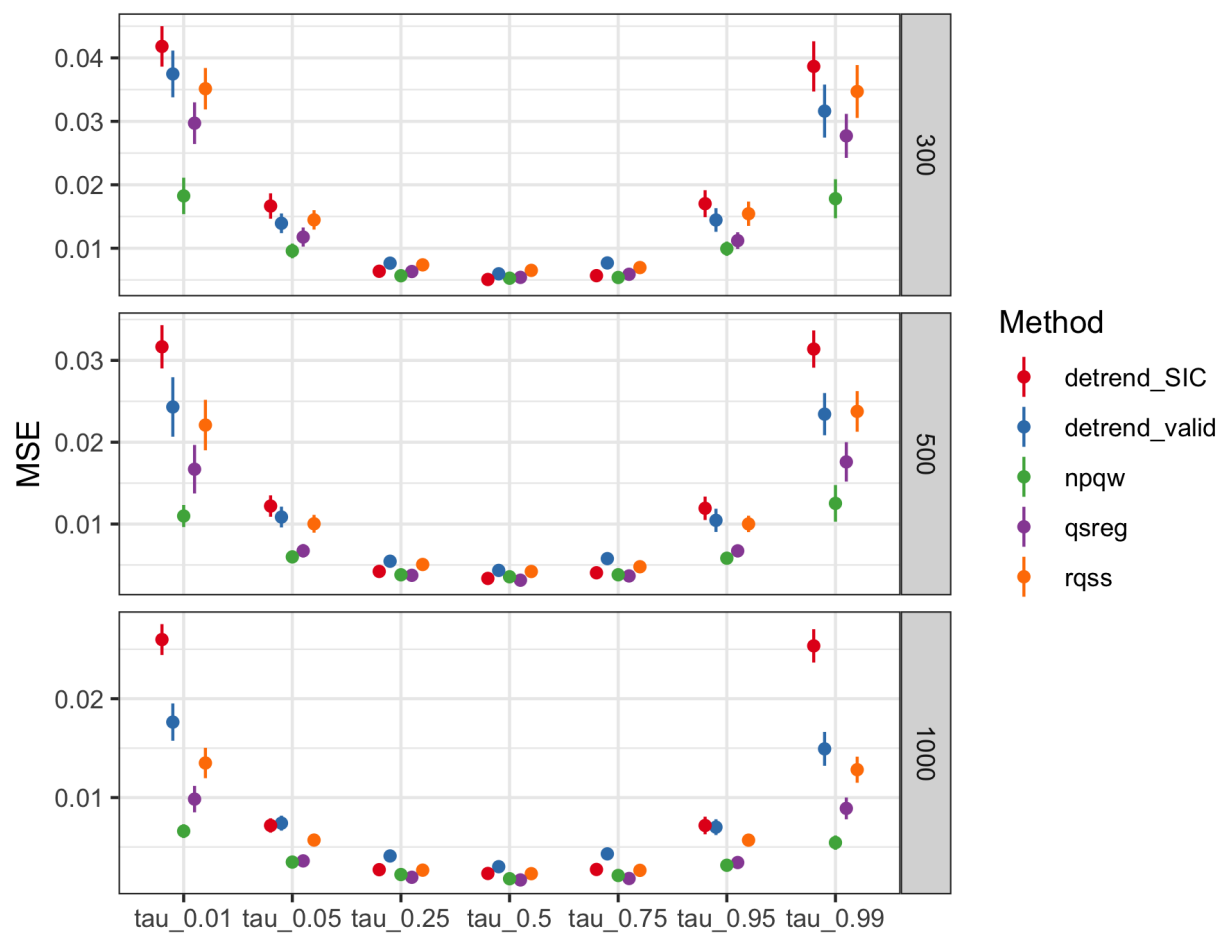 0.04
0.03
0.02
0.01
300
MSE
0.03
0.02
0.01
500
0.02
0.01
1000
tau_0.01 tau_0.05 tau_0.25 tau_0.5 tau_0.75 tau_0.95 tau_0.99
Method
detrend_SIC
detrend_valid
npqw
qsreg
rqss